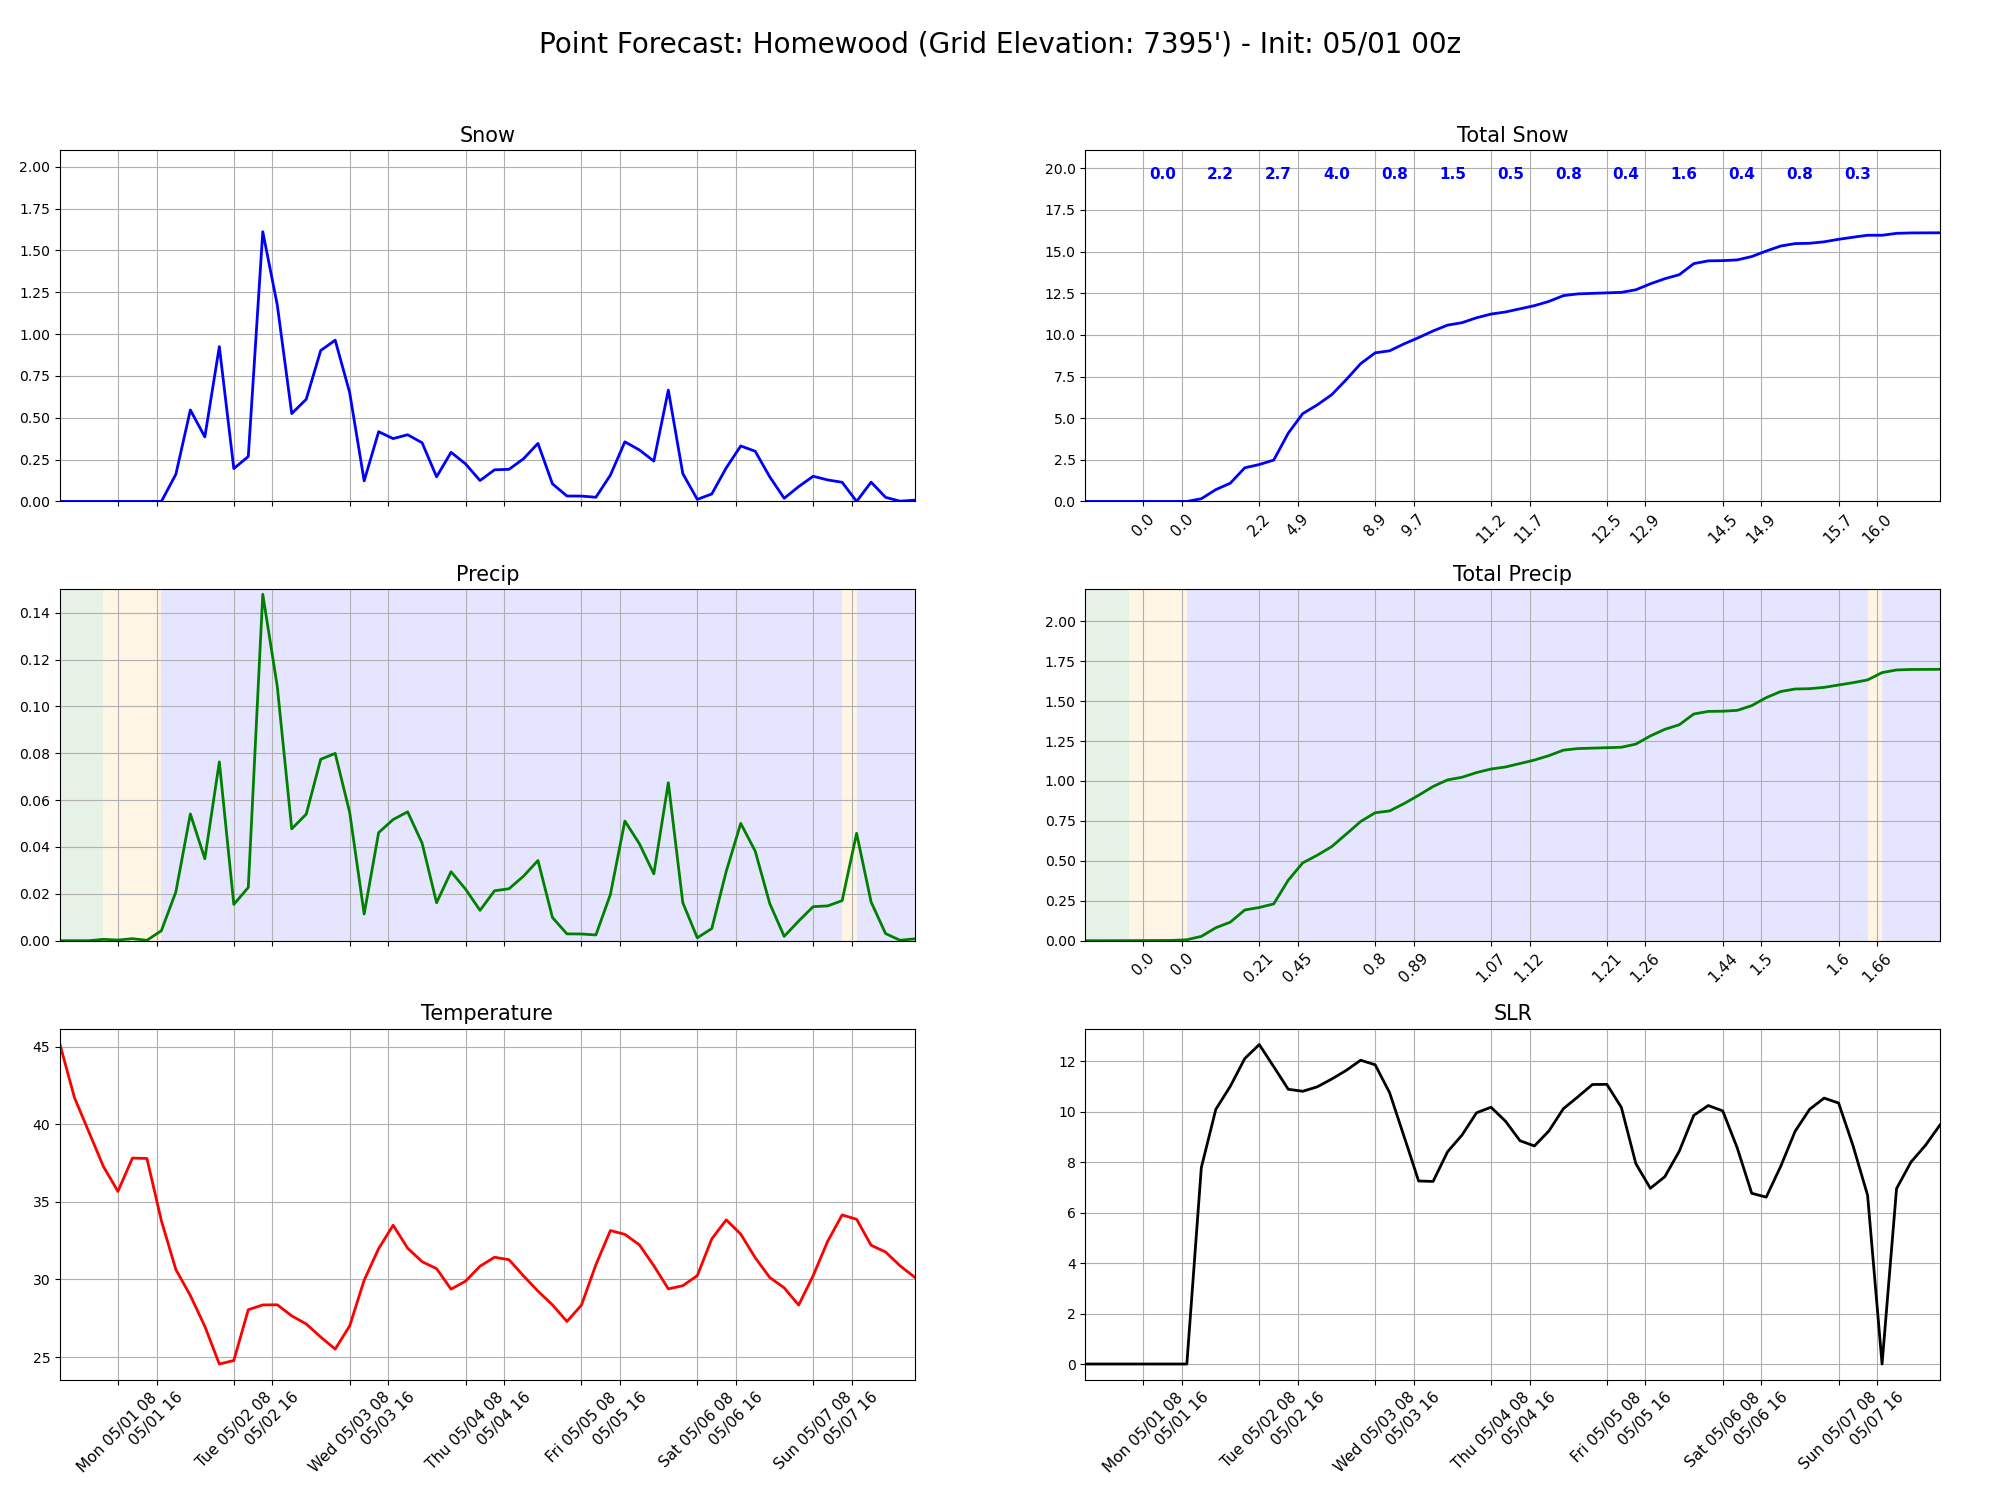 Point Forecast: Homewood (Grid Elevation: 7395') - Init: 05/01 00z
Snow
2.00
1.75
1.50
1.25
1.00
0.75
0.50
0.25
0.00
Total Snow
0.0 2.2 2.7 4.0 0.8 1.5 0.5 0.8 0.4 1.6 0.4 0.8 0.3
20.0
17.5
15.0
12.5
10.0
7.5
5.0
2.5
0.0
0.0 0.0 2.2 4.9 8.9 9.7 11.2 11.7 12.5 12.9 14.5 14.9 15.7 16.0
Precip
0.14
0.12
0.10
0.08
0.06
0.04
0.02
0.00
Total Precip
2.00
1.75
1.50
1.25
1.00
0.75
0.50
0.25
0.00
0.0 0.0 0.21 0.45 0.8 0.89 1.07 1.12 1.21 1.26 1.44 1.5 1.6 1.66
Temperature
45
40
35
30
25
Mon 05/01 08
05/01 16
Tue 05/02 08
05/02 16
Wed 05/03 08
05/03 16
Thu 05/04 08
05/04 16
Fri 05/05 08
05/05 16
Sat 05/06 08
05/06 16
Sun 05/07 08
05/07 16
SLR
12
10
8
6
4
2
0
Mon 05/01 08
05/01 16
Tue 05/02 08
05/02 16
Wed 05/03 08
05/03 16
Thu 05/04 08
05/04 16
Fri 05/05 08
05/05 16
Sat 05/06 08
05/06 16
Sun 05/07 08
05/07 16